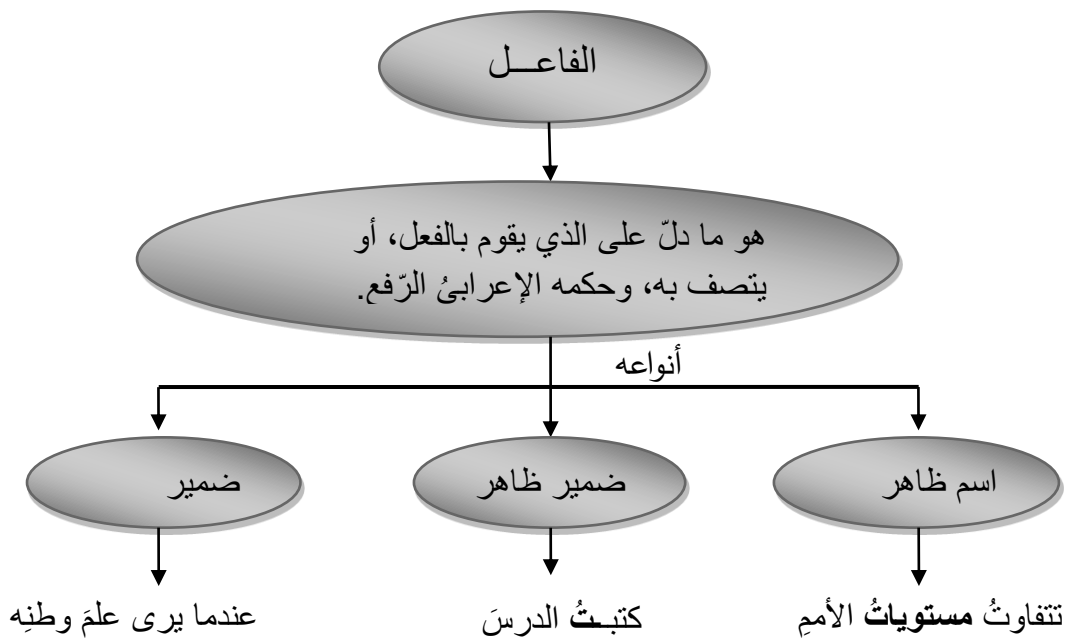 الفاعـــل
هو ما دلّ على الذي يقوم بالفعل، أو
يتصف به، وحكمه الإعرابيُ الرّفع.
أنواعه
اسم ظاهر
ضمير ظاهر
ضمير
تتفاوتُ مستوياتُ الأممِ
كتبـتُ الدرسَ
عندما يرى علمَ وطنِه